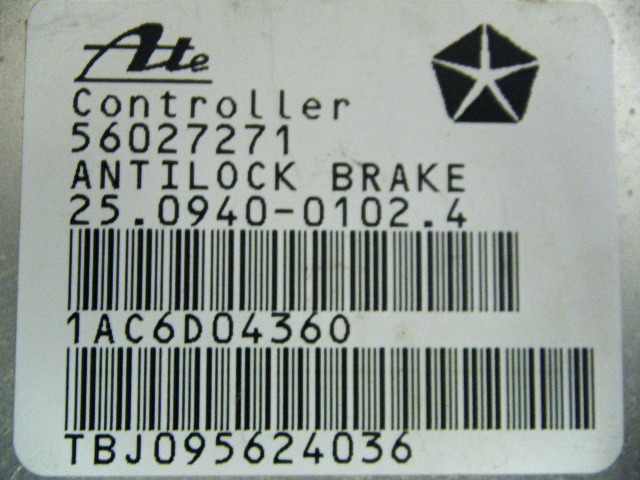 Ate
Controller
56027271
ANTILOCK BRAKE
25.0940-0102.4
1AC6D04360
TBJ095624036